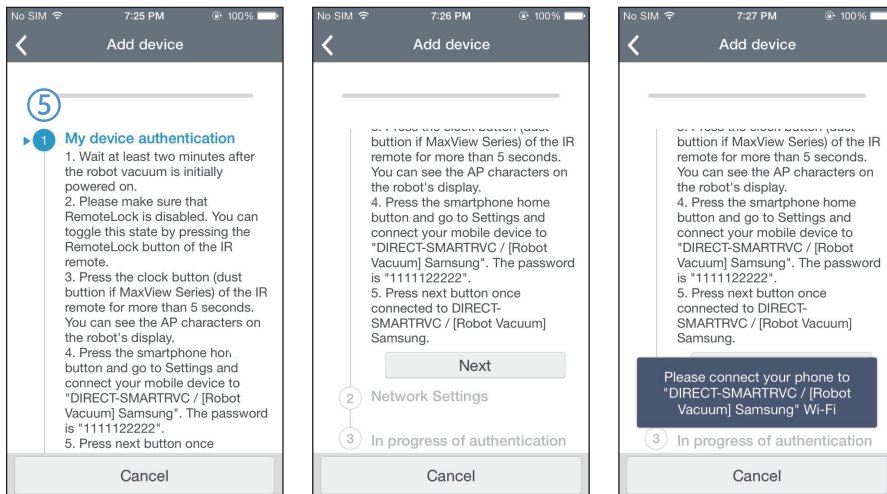 No SIM 7:25 PM 100%
Add device
⑤
1 My device authentication
1. Wait at least two minutes after
the robot vacuum is initially
powered on.
2. Please make sure that
RemoteLock is disabled. You can
toggle this state by pressing the
RemoteLock button of the IR
remote.
3. Press the clock button (dust
buttion if MaxView Series) of the IR
remote for more than 5 seconds.
You can see the AP characters on
the robot's display.
4. Press the smartphone hom
button and go to Settings and
connect your mobile device to
"DIRECT-SMARTRVC / [Robot
Vacuum] Samsung". The password
is "1111122222".
5. Press next button once
Cancel
No SIM 7:26 PM 100%
Add device
3. Press the clock button (dust
buttion if MaxView Series) of the IR
remote for more than 5 seconds.
You can see the AP characters on
the robot's display.
4. Press the smartphone home
button and go to Settings and
connect your mobile device to
"DIRECT-SMARTRVC / [Robot
Vacuum] Samsung". The password
is "1111122222".
5. Press next button once
connected to DIRECT-
SMARTRVC / [Robot Vacuum]
Samsung.
Next
2 Network Settings
3 In progress of authentication
Cancel
No SIM 7:27 PM 100%
Add device
3. Press the clock button (dust
buttion if MaxView Series) of the IR
remote for more than 5 seconds.
You can see the AP characters on
the robot's display.
4. Press the smartphone home
button and go to Settings and
connect your mobile device to
"DIRECT-SMARTRVC / [Robot
Vacuum] Samsung". The password
is "1111122222".
5. Press next button once
connected to DIRECT-
SMARTRVC / [Robot Vacuum]
Samsung.
Please connect your phone to
"DIRECT-SMARTRVC / [Robot
Vacuum] Samsung" Wi-Fi
3 In progress of authentication
Cancel